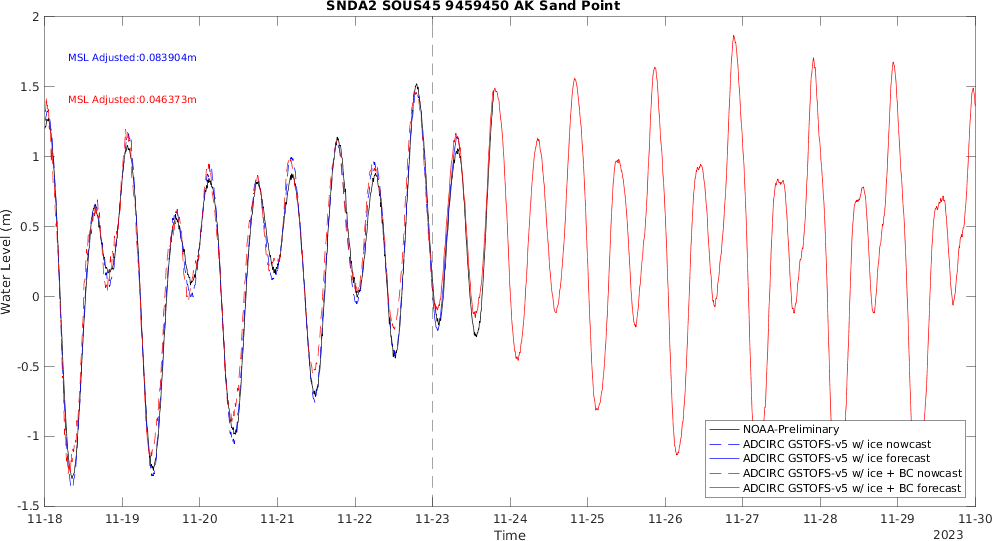 SNDA2 SOUS45 9459450 AK Sand Point
MSL Adjusted:0.083904m
MSL Adjusted:0.046373m
Water Level (m)
2
1.5
1
0.5
0
-0.5
-1
-1.5
NOAA-Preliminary
ADCIRC GSTOFS-v5 w/ ice nowcast
ADCIRC GSTOFS-v5 w/ ice forecast
ADCIRC GSTOFS-v5 w/ ice + BC nowcast
ADCIRC GSTOFS-v5 w/ ice + BC forecast
11-18 11-19 11-20 11-21 11-22 11-23 11-24 11-25 11-26 11-27 11-28 11-29 11-30
Time
2023